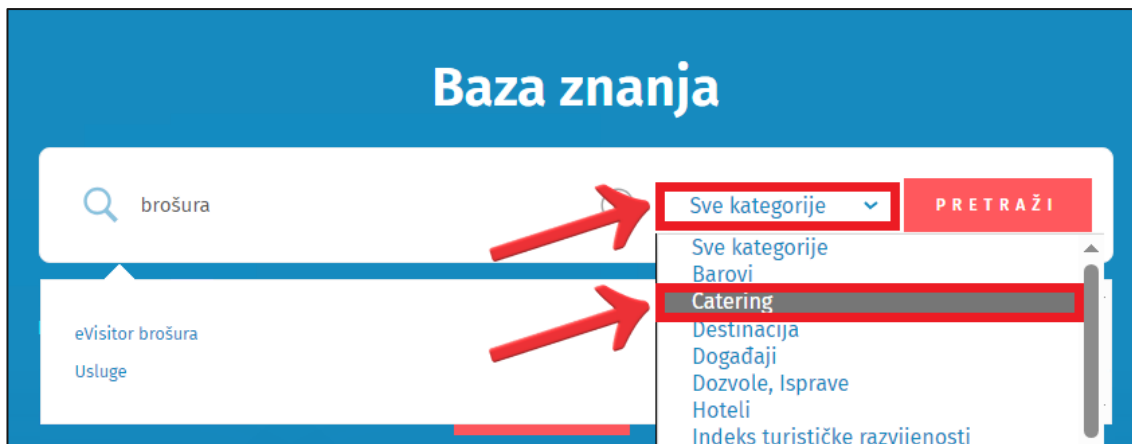 Baza znanja
brošura
Sve kategorije
PRETRAŽI
Sve kategorije
Barovi
Catering
Destinacija
Događaji
Dozvole, Isprave
Hoteli
Indeks turističke razvijenosti
eVisitor brošura
Usluge